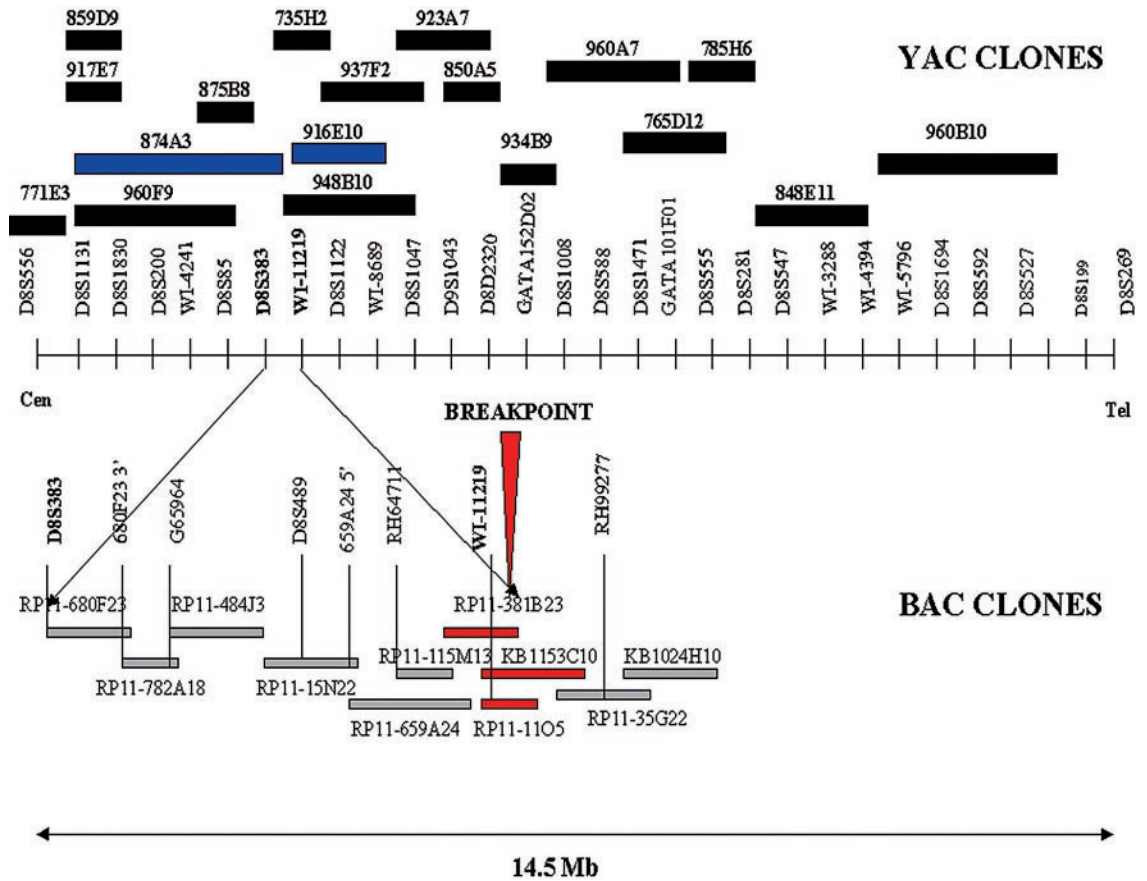 859D9
735H2
923A7
960A7
785H6
YAC CLONES
917E7
875B8
937F2
850A5
874A3
916E10
934B9
765D12
960B10
771E3
960F9
948B10
848E11
D8S556
D8S1131
D8S1830
D8S200
WI-4241
D8S85
D8S383
WI-11219
D8S1122
WI-8689
D8S1047
D9S1043
D8D2320
GATA152D02
D8S1008
D8S588
D8S1471
GATA101F01
D8S555
D8S281
D8S547
WI-3288
WI-4394
WI-5796
D8S1694
D8S592
D8S527
D8S199
D8S269
Cen
BREAKPOINT
Tel
D8S383
680F23 3’
G65964
D8S489
659A24 5’
RH64711
WI-11219
RH99277
RP11-680F23
RP11-484J3
RP11-381B23
BAC CLONES
RP11-115M13
KB1153C10
KB1024H10
RP11-782A18
RP11-15N22
RP11-35G22
RP11-659A24
RP11-11O5
14.5 Mb